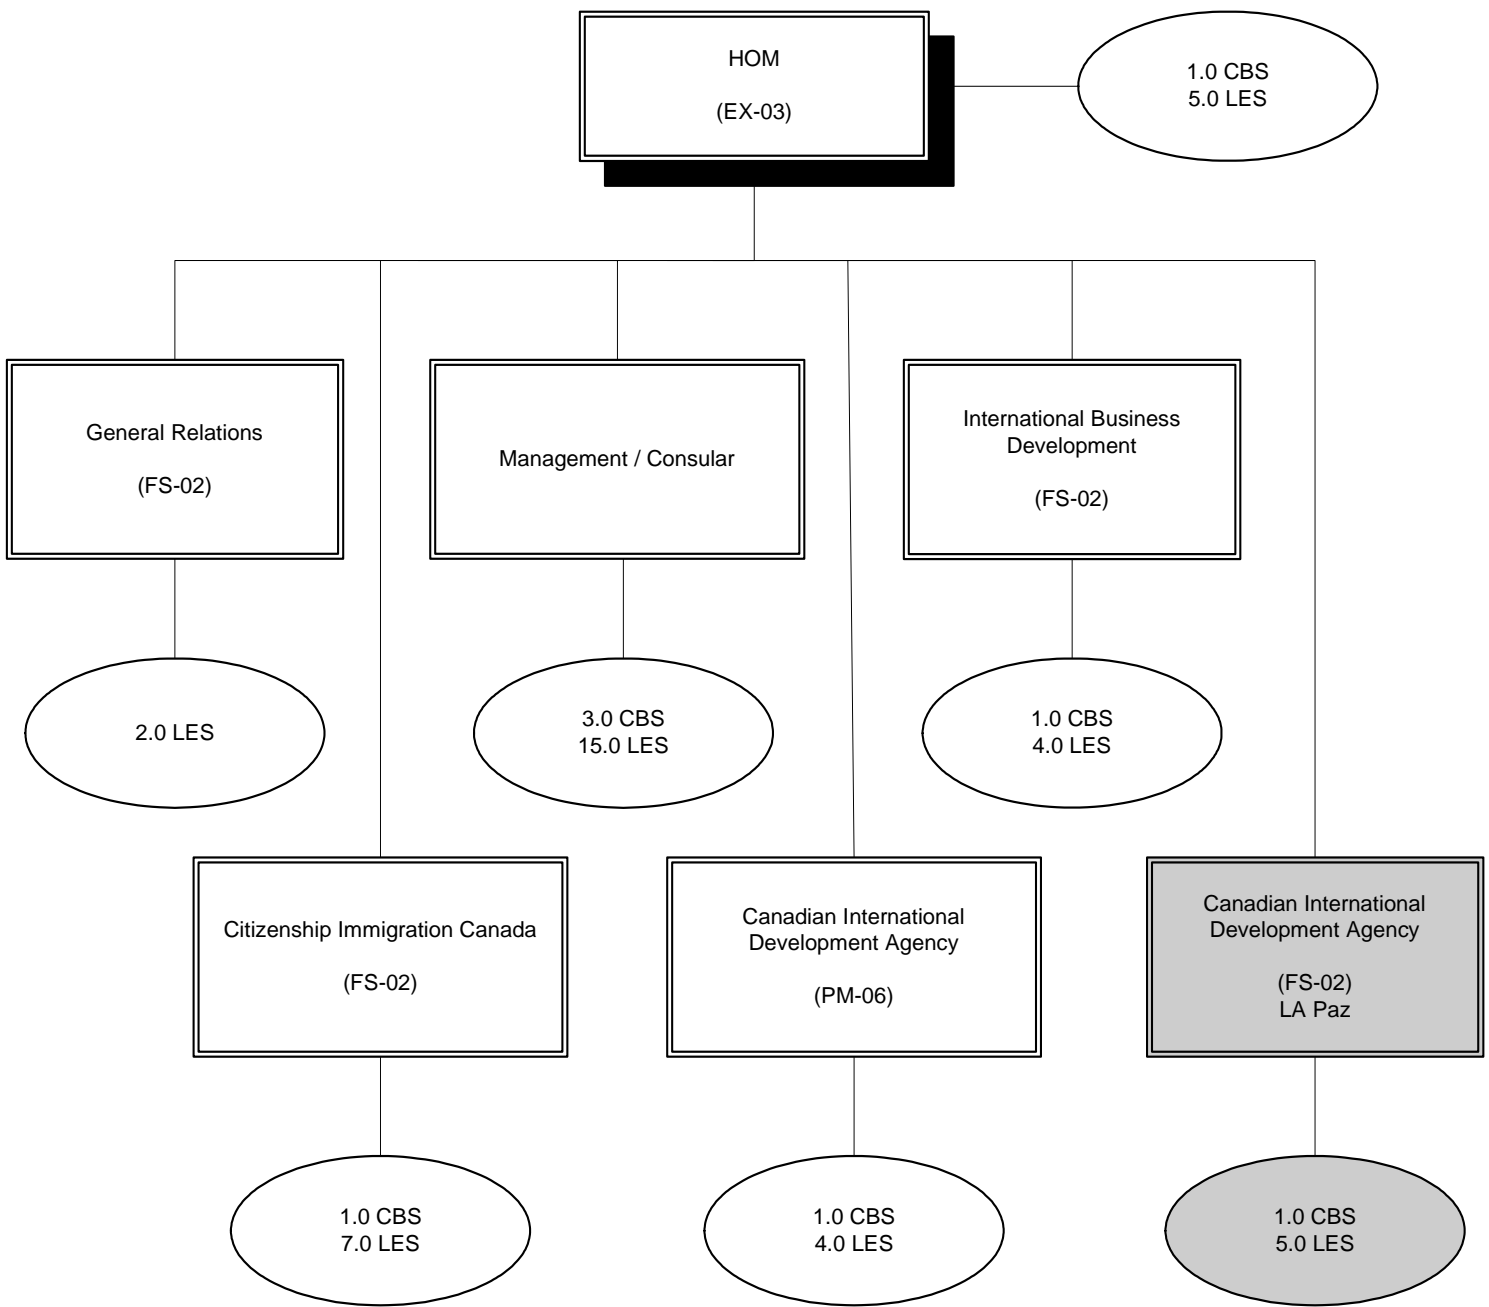 HOM
(EX-03)
1.0 CBS
5.0 LES
General Relations
(FS-02)
Management / Consular
International Business
Development
(FS-02)
2.0 LES
3.0 CBS
15.0 LES
1.0 CBS
4.0 LES
Citizenship Immigration Canada
(FS-02)
Canadian International
Development Agency
(PM-06)
Canadian International
Development Agency
(FS-02)
LA Paz
1.0 CBS
7.0 LES
1.0 CBS
4.0 LES
1.0 CBS
5.0 LES